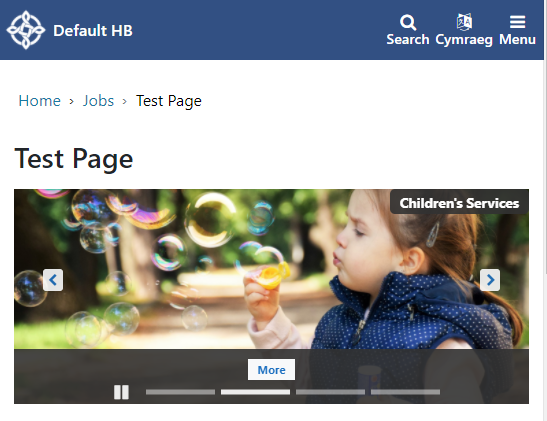 Default HB
Search Cymraeg Menu
Home › Jobs › Test Page
Test Page
Children's Services
More